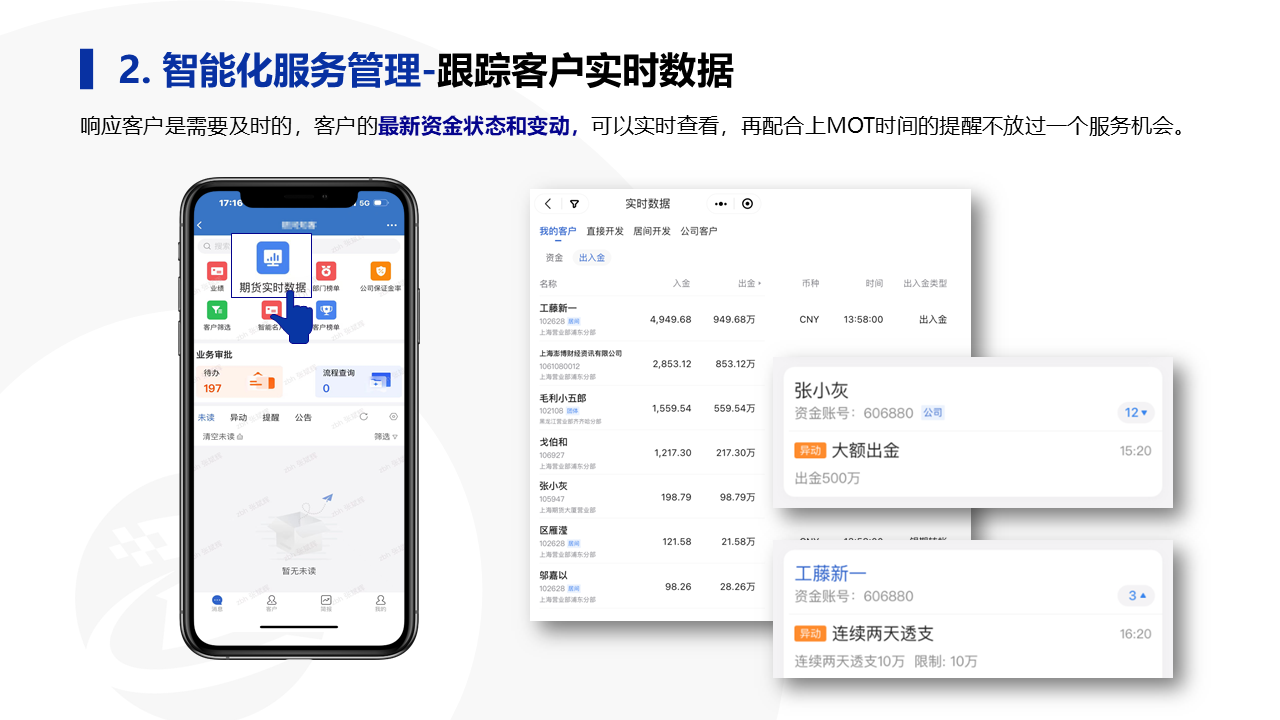 2. 智能化服务管理-跟踪客户实时数据
响应客户是需要及时的，客户的最新资金状态和变动，可以实时查看，再配合上MOT时间的提醒不放过一个服务机会。
17:16
5G
搜索
业绩
期货实时数据
部门榜单
公司保证金率
客户筛选
智能名
客户榜单
业务审批
待办
197
流程查询
0
未读 异动 提醒 公告
清空未读
筛选
暂无未读
消息 客户 简报 我的
实时数据
我的客户 直接开发 居间开发 公司客户
资金 出入金
名称 入金 出金 币种 时间 出入金类型
工藤新一
102628 居间
上海营业部浦东分部
4,949.68 949.68万 CNY 13:58:00 出入金
上海澎博财经资讯有限公司
1061080012
上海营业部浦东分部
2,853.12 853.12万
毛利小五郎
102108 团体
黑龙江营业部齐齐哈分部
1,559.54 559.54万
戈伯和
106927
上海营业部浦东分部
1,217.30 217.30万
张小灰
105947
上海期货大厦营业部
198.79 98.79万
区雁滢
102628 居间
上海营业部浦东分部
121.58 21.58万 CNY 13:58:00 银期转账
邬嘉以
102628 居间
上海营业部浦东分部
98.26 28.26万
张小灰
资金账号： 606880 公司
12
异动 大额出金
15:20
出金500万
工藤新一
资金账号： 606880
3
异动 连续两天透支
16:20
连续两天透支10万 限制: 10万